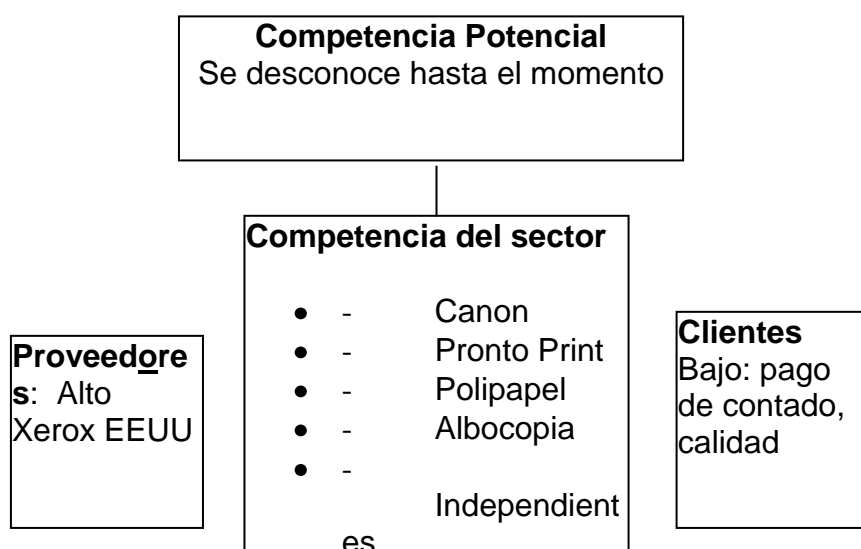 Competencia Potencial
Se desconoce hasta el momento
Competencia del sector
• - Canon
• - Pronto Print
• - Polipapel
• - Albocopia
• -
Independient
es
Proveedore
s: Alto
Xerox EEUU
Clientes
Bajo: pago
de contado,
calidad